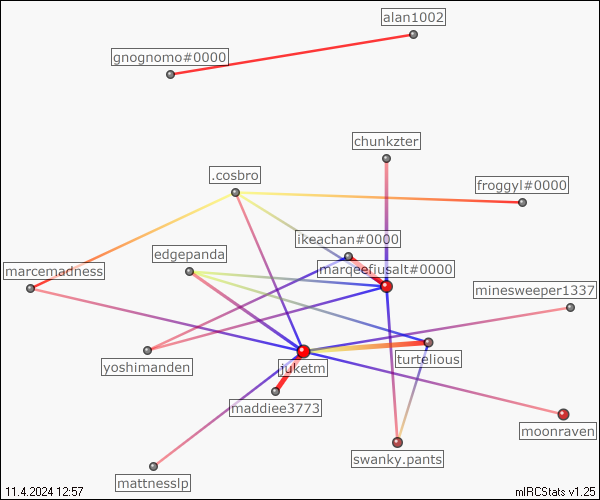 alan1002
gnognomo#0000
chunkzter
.cosbro
froggyl#0000
ikeachan#0000
edgepanda
marqeefiusalt#0000
marcemadness
minesweeper1337
turtelious
yoshimanden
juketm
maddiee3773
moonraven
swanky.pants
mattnesslp
11.4.2024 12:57
mIRCStats v1.25